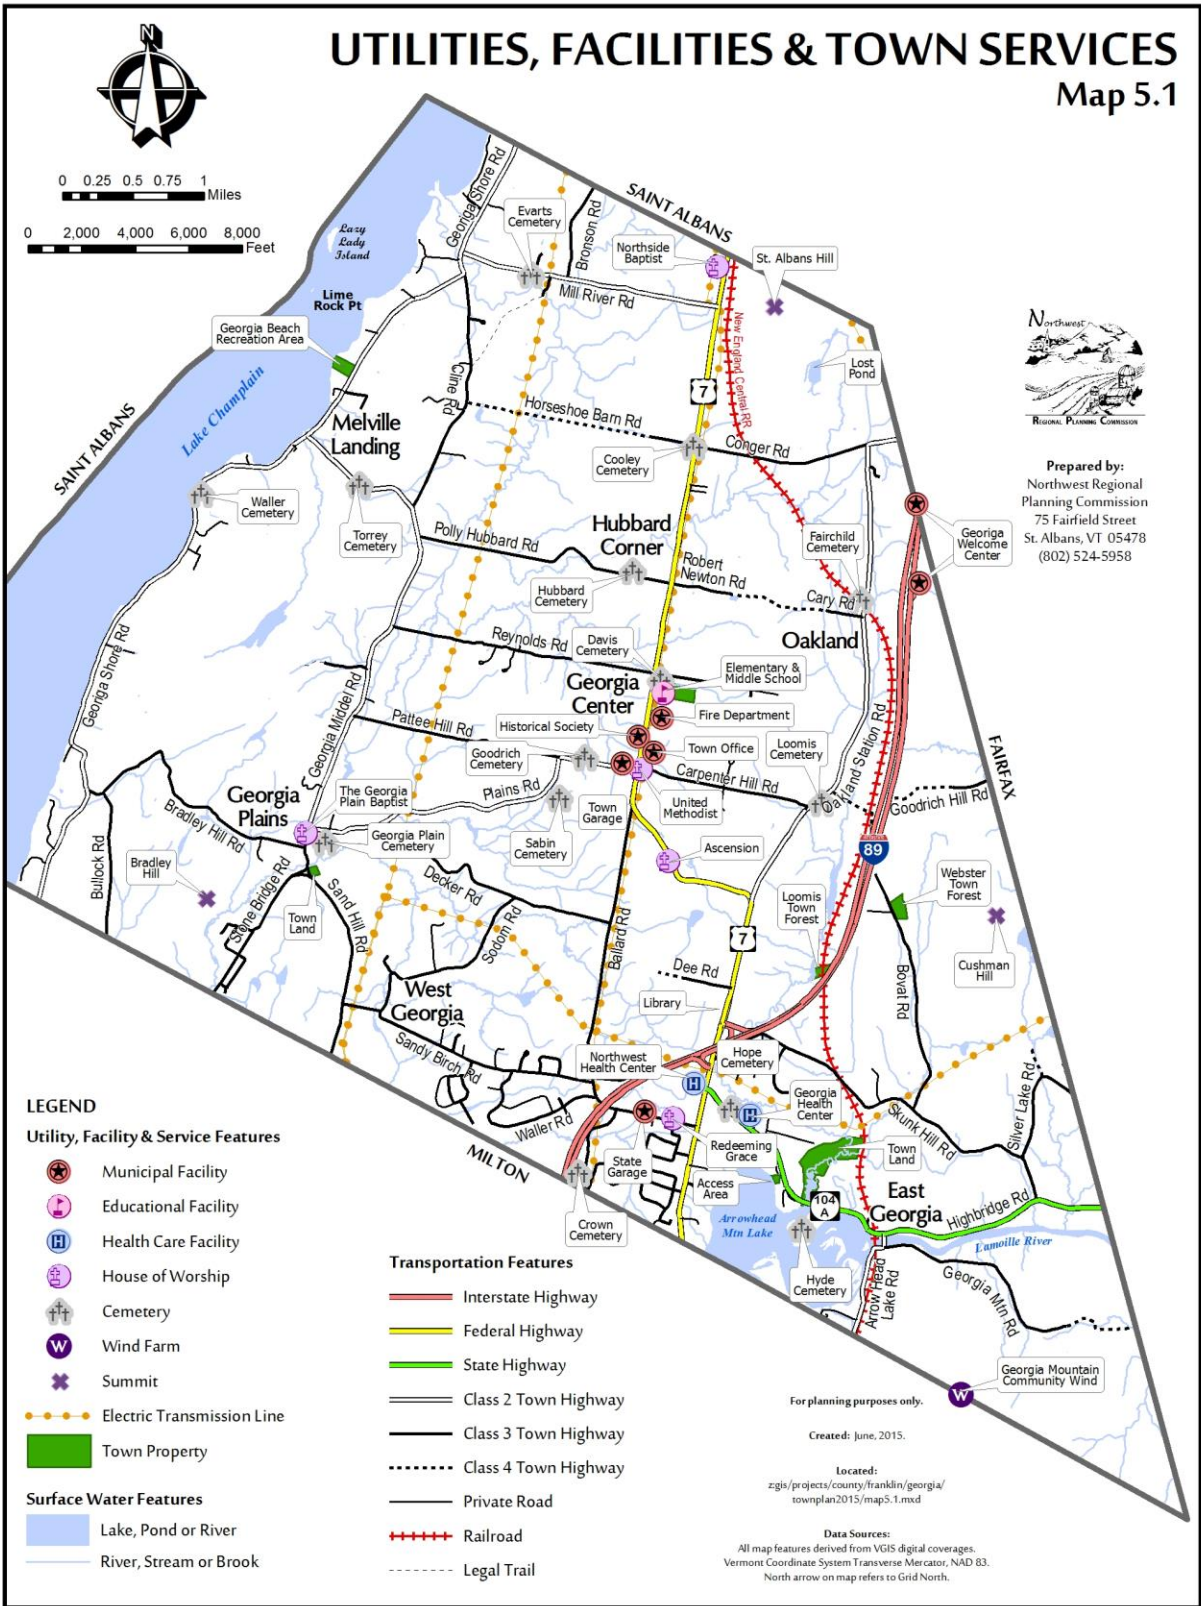 UTILITIES, FACILITIES & TOWN SERVICES
Map 5.1
N
0 0.25 0.5 0.75 1
Miles
0 2,000 4,000 6,000 8,000
Feet
SAINT ALBANS
Georgia Shore Rd
Evarts
Cemetery
Bronson Rd
Northside
Baptist
St. Albans Hill
Lazy
Lady
Island
Lime
Rock Pt
Mill River Rd
New England Central RR
Georgia Beach
Recreation Area
Lost
Pond
Northwest
REGIONAL PLANNING COMMISSION
Cline Rd
7
Lake Champlain
SAINT ALBANS
Horseshoe Barn Rd
Melville
Landing
Conger Rd
Cooley
Cemetery
Prepared by:
Northwest Regional
Planning Commission
75 Fairfield Street
St. Albans, VT 05478
(802) 524-5958
Waller
Cemetery
Torrey
Cemetery
Polly Hubbard Rd
Hubbard
Corner
Fairchild
Cemetery
Georiga
Welcome
Center
Robert
Newton Rd
Hubbard
Cemetery
Cary Rd
Georiga Shore Rd
Reynolds Rd
Davis
Cemetery
Oakland
Elementary &
Middle School
Georgia
Center
Georgia Middel Rd
Pattee Hill Rd
Historical Society
Fire Department
Oakland Station Rd
Goodrich
Cemetery
Town Office
Loomis
Cemetery
FAIRFAX
Carpenter Hill Rd
Plains Rd
Goodrich Hill Rd
Georgia
Plains
The Georgia
Plain Baptist
Town
Garage
United
Methodist
Bradley Hill Rd
Georgia Plain
Cemetery
Sabin
Cemetery
Ascension
89
Bullock Rd
Bradley
Hill
Decker Rd
Webster
Town
Forest
Stone Bridge Rd
Town
Land
Sand Hill Rd
Sodom Rd
Ballard Rd
Loomis
Town
Forest
7
Cushman
Hill
Dee Rd
Bovat Rd
West
Georgia
Library
Sandy Birch Rd
Northwest
Health Center
Hope
Cemetery
Georgia
Health
Center
Skunk Hill Rd
Silver Lake Rd
Waller Rd
MILTON
State
Garage
Redeeming
Grace
Town
Land
Access
Area
104
A
East
Georgia
Highbridge Rd
Crown
Cemetery
Arrowhead
Mtn Lake
Lamoille River
Hyde
Cemetery
Arrow Head
Lake Rd
Georgia Mtn Rd
Georgia Mountain
Community Wind
W
LEGEND
Utility, Facility & Service Features
Municipal Facility
Educational Facility
H Health Care Facility
House of Worship
Cemetery
W Wind Farm
Summit
Electric Transmission Line
Town Property
Surface Water Features
Lake, Pond or River
River, Stream or Brook
Transportation Features
Interstate Highway
Federal Highway
State Highway
Class 2 Town Highway
Class 3 Town Highway
Class 4 Town Highway
Private Road
Railroad
Legal Trail
For planning purposes only.
Created: June, 2015.
Located:
z:gis/projects/county/franklin/georgia/
townplan2015/map5.1.mxd
Data Sources:
All map features derived from VGIS digital coverages.
Vermont Coordinate System Transverse Mercator, NAD 83.
North arrow on map refers to Grid North.